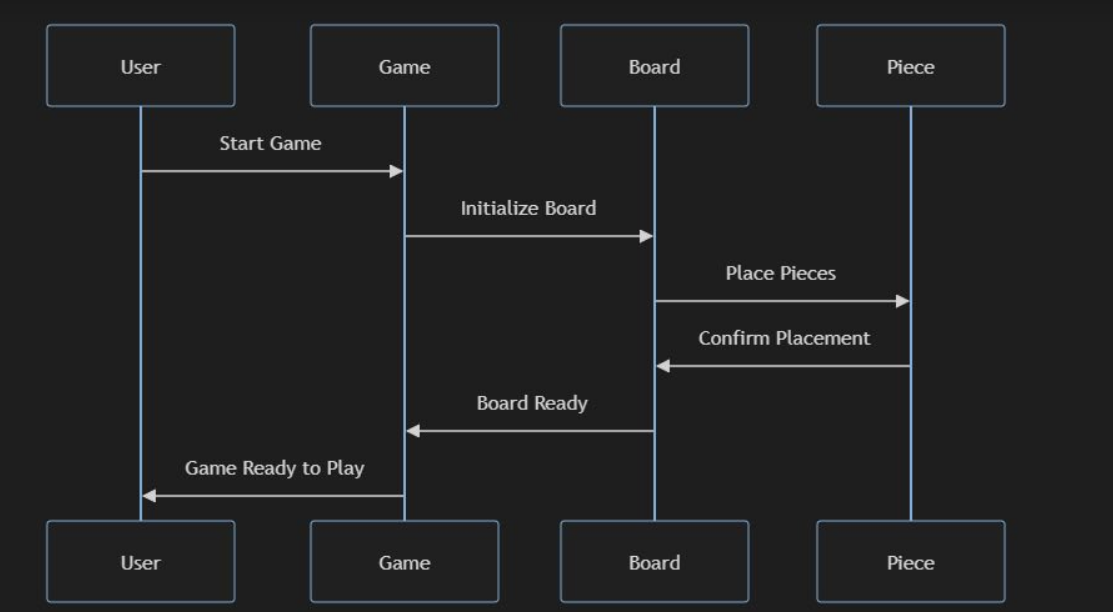 User
Game
Board
Piece
Start Game
Initialize Board
Place Pieces
Confirm Placement
Board Ready
Game Ready to Play
User
Game
Board
Piece